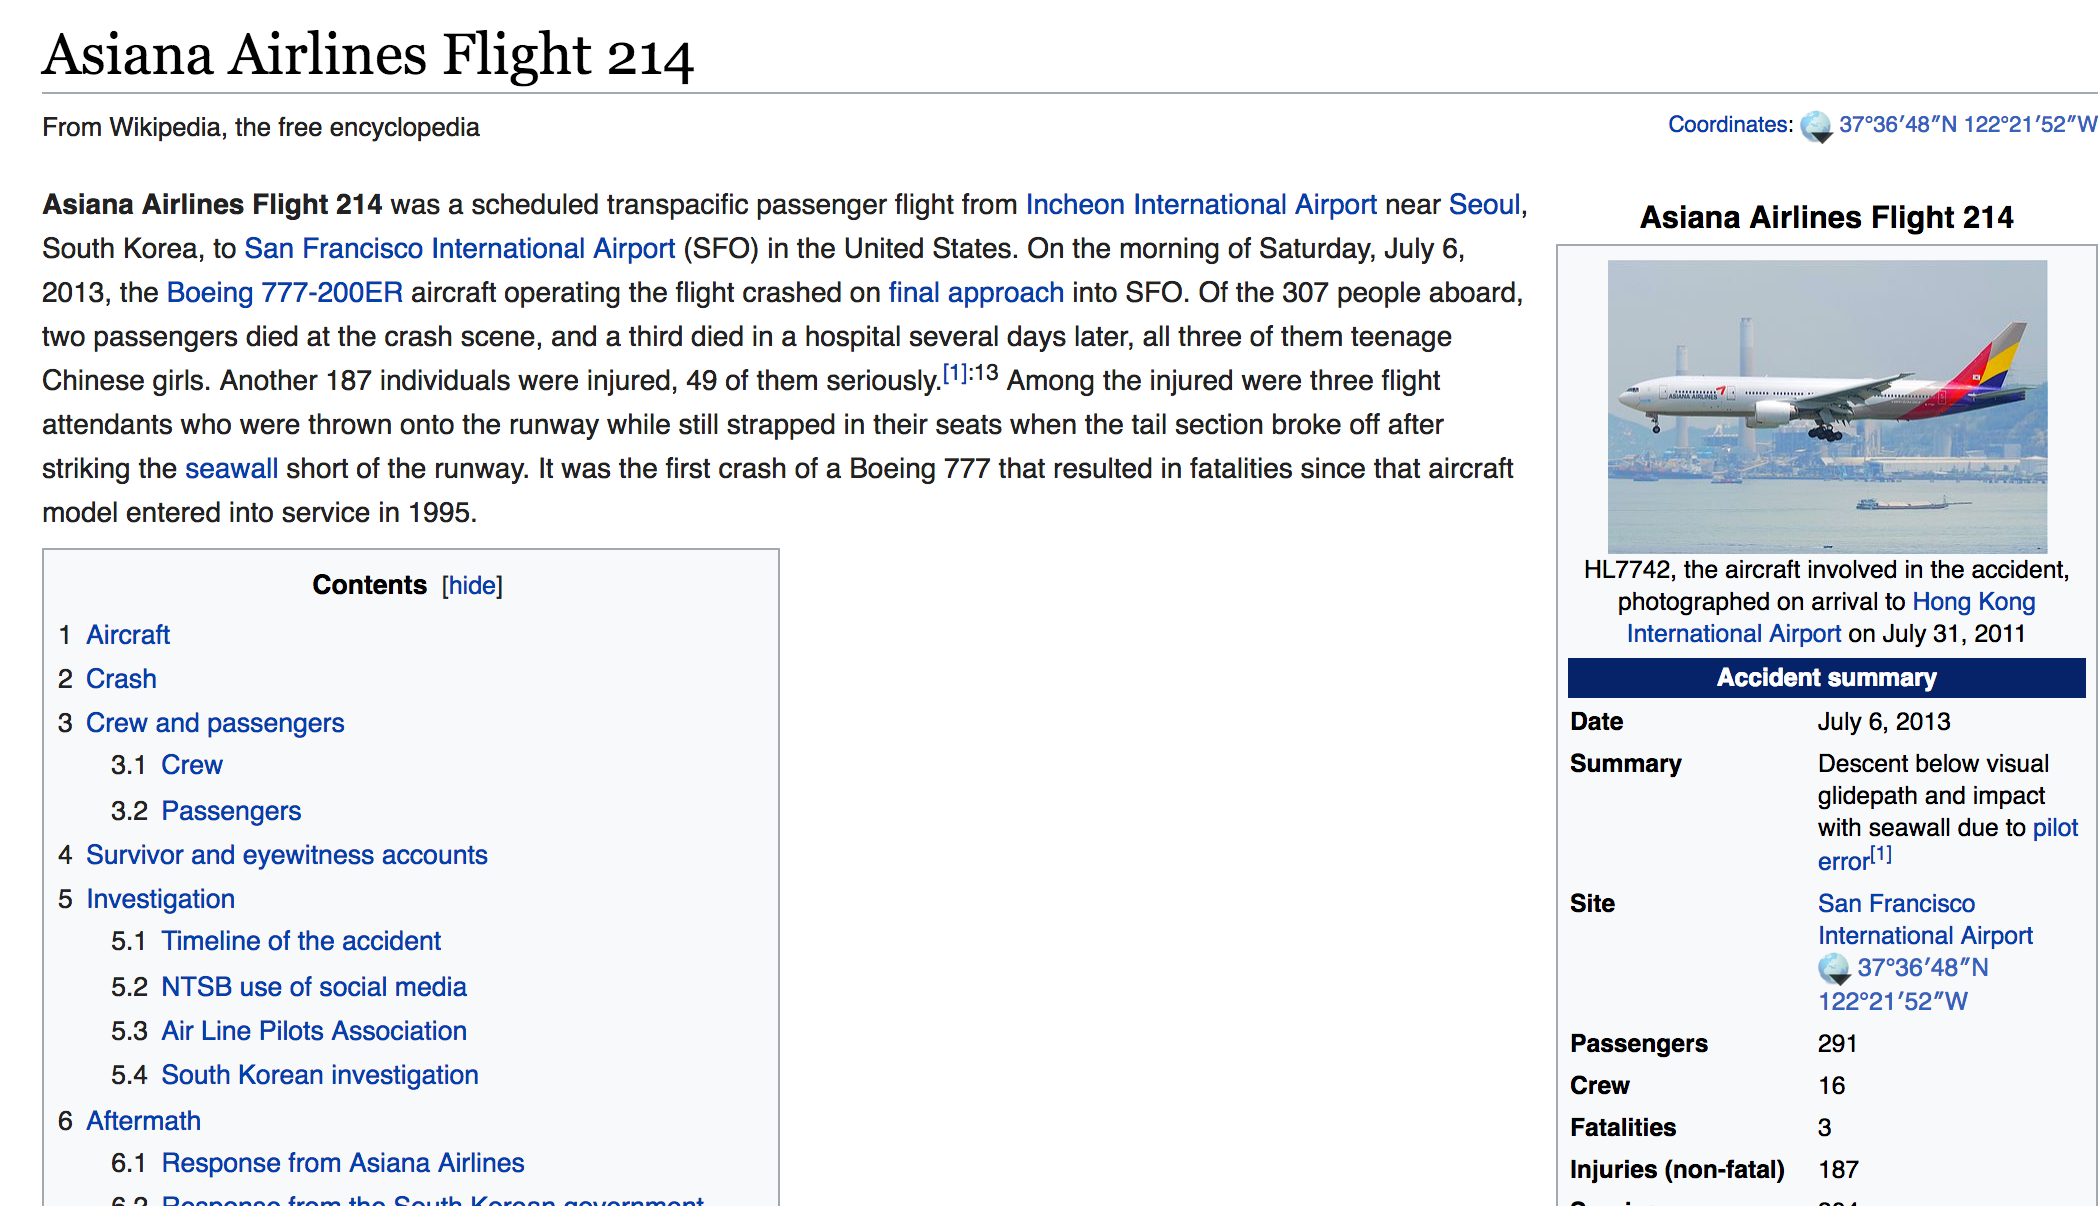 Asiana Airlines Flight 214
From Wikipedia, the free encyclopedia
Coordinates: 37°36′48″N 122°21′52″W
Asiana Airlines Flight 214 was a scheduled transpacific passenger flight from Incheon International Airport near Seoul,
South Korea, to San Francisco International Airport (SFO) in the United States. On the morning of Saturday, July 6,
2013, the Boeing 777-200ER aircraft operating the flight crashed on final approach into SFO. Of the 307 people aboard,
two passengers died at the crash scene, and a third died in a hospital several days later, all three of them teenage
Chinese girls. Another 187 individuals were injured, 49 of them seriously.[1]:13 Among the injured were three flight
attendants who were thrown onto the runway while still strapped in their seats when the tail section broke off after
striking the seawall short of the runway. It was the first crash of a Boeing 777 that resulted in fatalities since that aircraft
model entered into service in 1995.
Contents [hide]
1 Aircraft
2 Crash
3 Crew and passengers
3.1 Crew
3.2 Passengers
4 Survivor and eyewitness accounts
5 Investigation
5.1 Timeline of the accident
5.2 NTSB use of social media
5.3 Air Line Pilots Association
5.4 South Korean investigation
6 Aftermath
6.1 Response from Asiana Airlines
6.2 Response from the South Korean government
Asiana Airlines Flight 214
ASIANA AIRLINES
HL7742, the aircraft involved in the accident,
photographed on arrival to Hong Kong
International Airport on July 31, 2011
Accident summary
Date July 6, 2013
Summary Descent below visual
glidepath and impact
with seawall due to pilot
error[1]
Site San Francisco
International Airport
37°36′48″N
122°21′52″W
Passengers 291
Crew 16
Fatalities 3
Injuries (non-fatal) 187